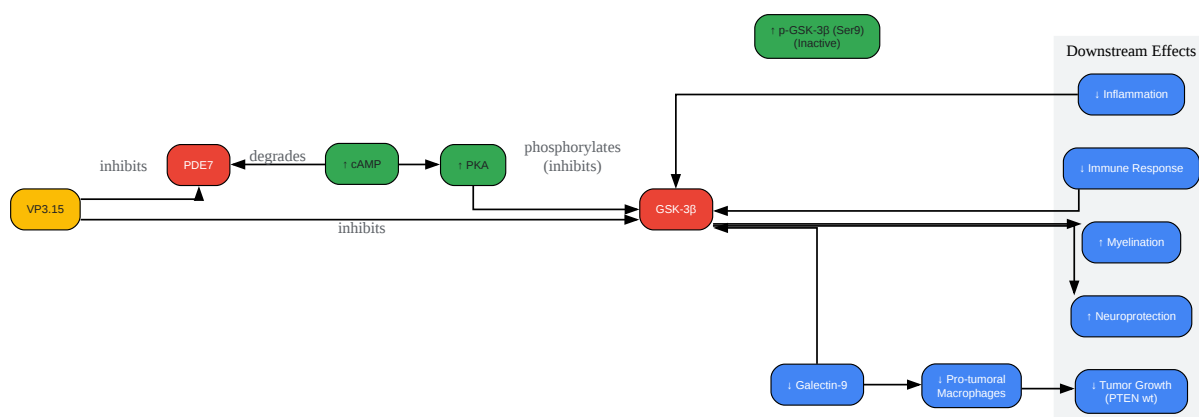 ↑ p-GSK-3β (Ser9)
(Inactive)
Downstream Effects
↓ Inflammation
inhibits
PDE7
degrades
↑ cAMP
↑ PKA
phosphorylates
(inhibits)
↓ Immune Response
VP3.15
inhibits
GSK-3β
↑ Myelination
↑ Neuroprotection
↓ Galectin-9
↓ Pro-tumoral
Macrophages
↓ Tumor Growth
(PTEN wt)